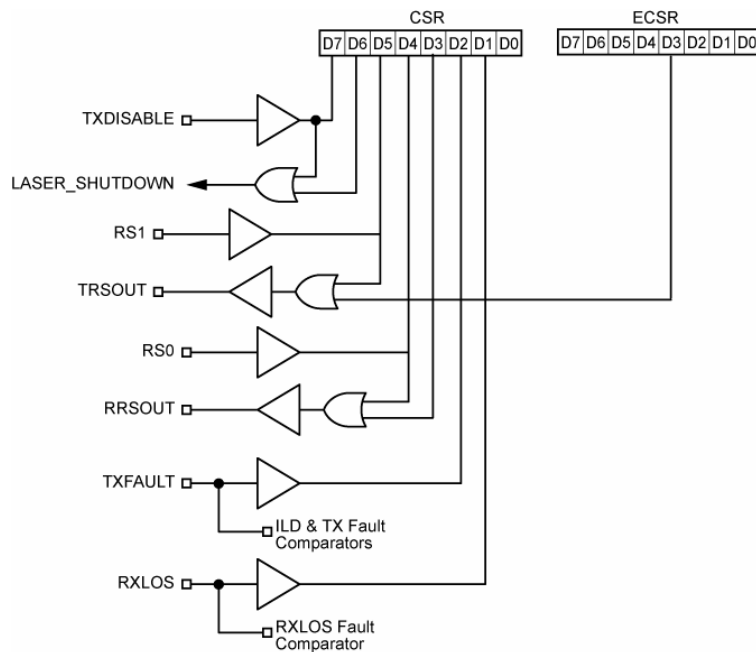 CSR ECSR
D7 D6 D5 D4 D3 D2 D1 D0 D7 D6 D5 D4 D3 D2 D1 D0
TXDISABLE
LASER_SHUTDOWN
RS1
TRSOUT
RS0
RRSOUT
TXFAULT
ILD & TX Fault
Comparators
RXLOS
RXLOS Fault
Comparator